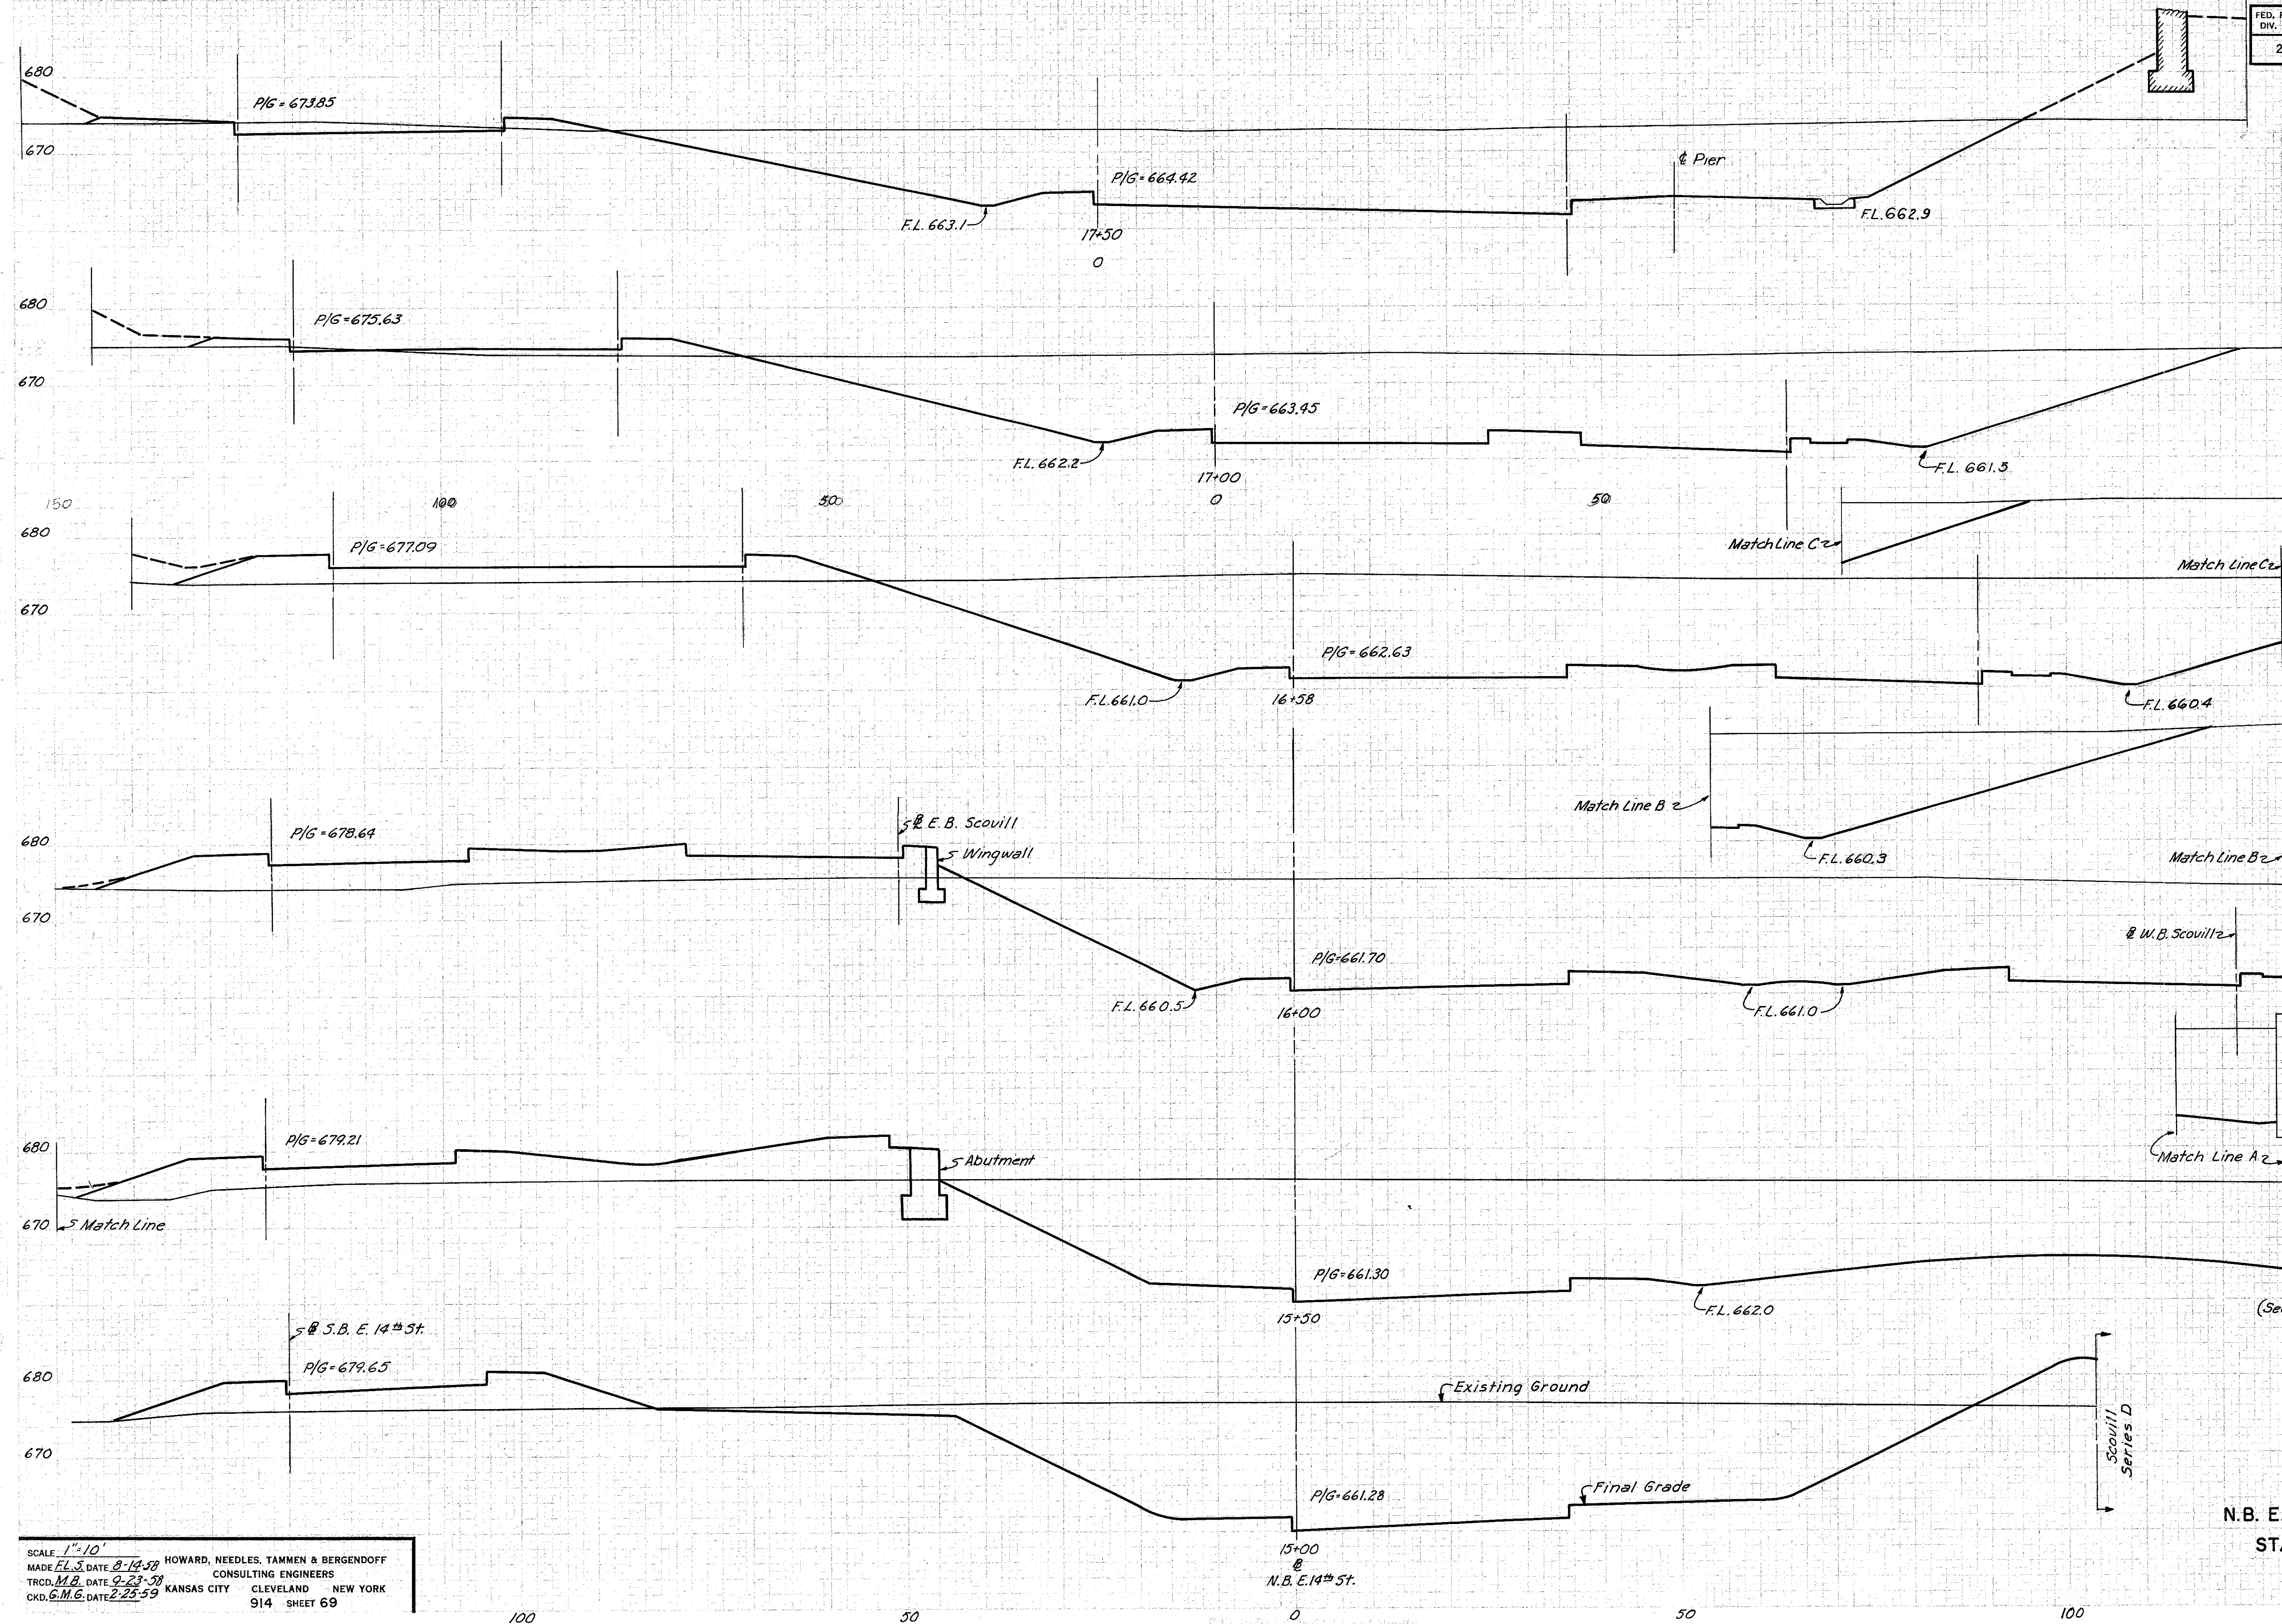 FED.
DIV.
2
680
P/G = 673.85
670
₵ Pier
P/G = 664.42
F.L. 663.1
F.L. 662.9
17+50
0
680
P/G = 675.63
670
P/G = 663.45
F.L. 662.2
F.L. 661.5
17+00
150 100 50 0 50
680
P/G = 677.09
Match Line C
Match Line C
670
P/G = 662.63
F.L. 661.0
16+58
F.L. 660.4
Match Line B
680
P/G = 678.64
E.B. Scovill
Wingwall
F.L. 660.3
Match Line B
670
W.B. Scovill
P/G = 661.70
F.L. 660.5
16+00
F.L. 661.0
680
P/G = 679.21
Abutment
Match Line A
670
Match Line
P/G = 661.30
15+50
F.L. 662.0
S.B. E. 14th St.
680
P/G = 679.65
Existing Ground
670
Scovill
Series D
P/G = 661.28
Final Grade
N.B. E.
15+00
N.B. E. 14th St.
SCALE 1"=10'
MADE F.L.S. DATE 8-14-58 HOWARD, NEEDLES, TAMMEN & BERGENDOFF
CONSULTING ENGINEERS
TRCD. M.B. DATE 9-23-58
KANSAS CITY CLEVELAND NEW YORK
CKD. G.M.G. DATE 2-25-59
914 SHEET 69
100 50 0 50 100